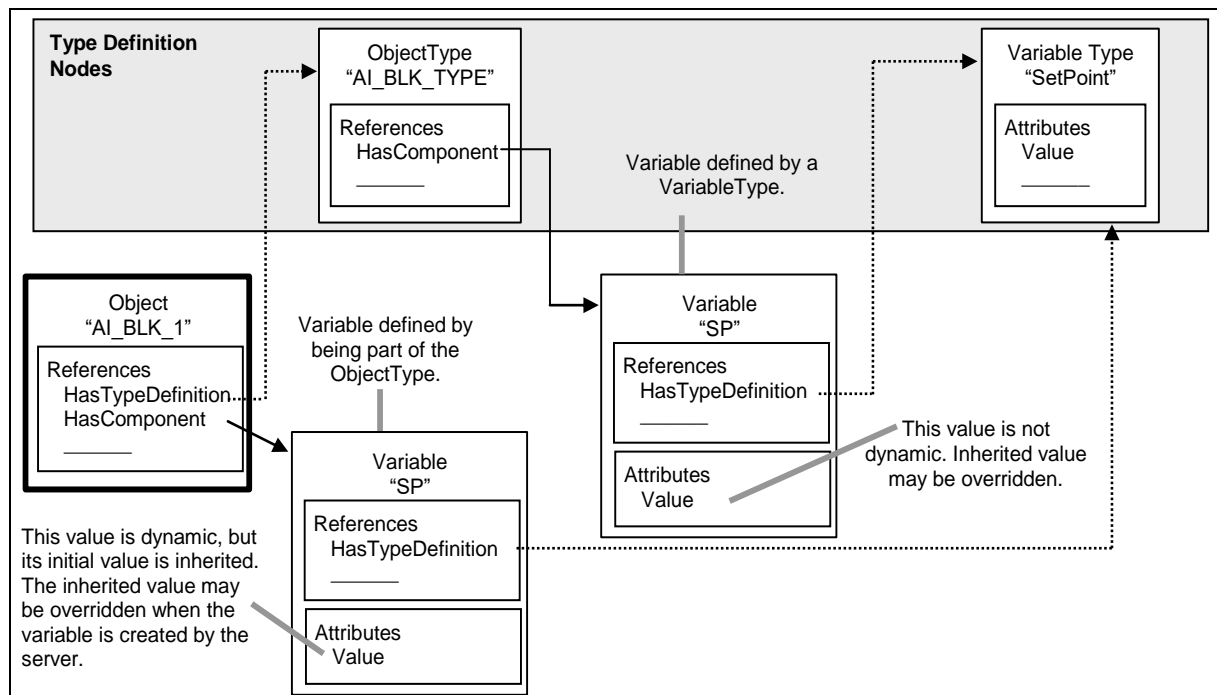 Type Definition
Nodes
ObjectType
“AI_BLK_TYPE”
References
HasComponent
Variable Type
“SetPoint”
Attributes
Value
Variable defined by a
VariableType.
Object
“AI_BLK_1”
References
HasTypeDefinition
HasComponent
Variable defined by
being part of the
ObjectType.
Variable
“SP”
References
HasTypeDefinition
Attributes
Value
This value is not
dynamic. Inherited value
may be overridden.
Variable
“SP”
References
HasTypeDefinition
Attributes
Value
This value is dynamic, but
its initial value is inherited.
The inherited value may
be overridden when the
variable is created by the
server.